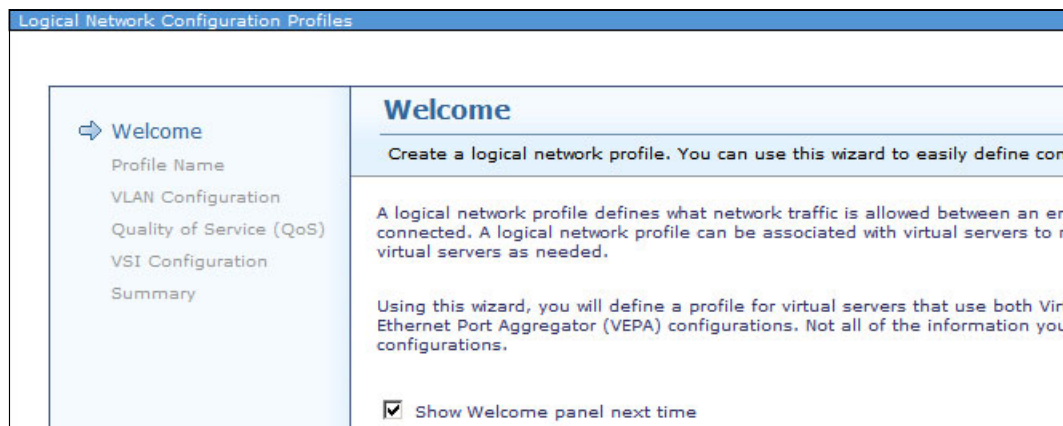 Logical Network Configuration Profiles
Welcome
Profile Name
VLAN Configuration
Quality of Service (QoS)
VSI Configuration
Summary
Welcome
Create a logical network profile. You can use this wizard to easily define
A logical network profile defines what network traffic is allowed between an
connected. A logical network profile can be associated with virtual servers to
virtual servers as needed.
Using this wizard, you will define a profile for virtual servers that use both
Ethernet Port Aggregator (VEPA) configurations. Not all of the information you
configurations.
Show Welcome panel next time